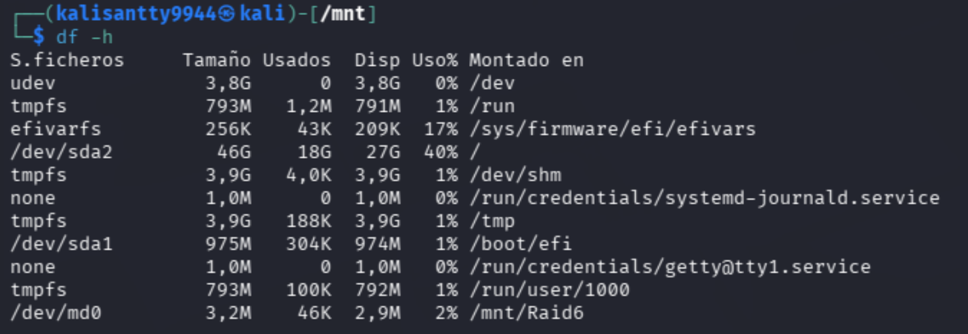 ┌──(kalisantty9944㉿kali)-[/mnt]
└─$ df -h
S.ficheros     Tamaño Usados  Disp Uso% Montado en
udev             3,8G      0  3,8G   0% /dev
tmpfs            793M   1,2M  791M   1% /run
efivarfs         256K    43K  209K  17% /sys/firmware/efi/efivars
/dev/sda2         46G    18G   27G  40% /
tmpfs            3,9G   4,0K  3,9G   1% /dev/shm
none             1,0M      0  1,0M   0% /run/credentials/systemd-journald.service
tmpfs            3,9G   188K  3,9G   1% /tmp
/dev/sda1        975M   304K  974M   1% /boot/efi
none             1,0M      0  1,0M   0% /run/credentials/getty@tty1.service
tmpfs            793M   100K  792M   1% /run/user/1000
/dev/md0         3,2M    46K  2,9M   2% /mnt/Raid6